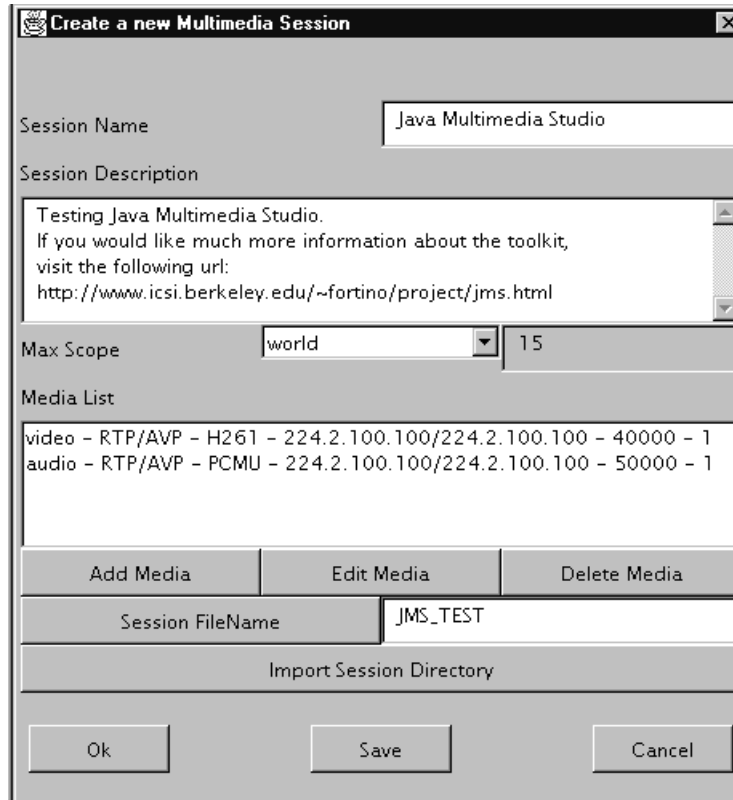 Create a new Multimedia Session
Session Name
Java Multimedia Studio
Session Description
Testing Java Multimedia Studio.
If you would like much more information about the toolkit,
visit the following url:
http://www.icsi.berkeley.edu/~fortino/project/jms.html
Max Scope
world
15
Media List
video - RTP/AVP - H261 - 224.2.100.100/224.2.100.100 - 40000 - 1
audio - RTP/AVP - PCMU - 224.2.100.100/224.2.100.100 - 50000 - 1
Add Media
Edit Media
Delete Media
Session FileName
JMS_TEST
Import Session Directory
Ok
Save
Cancel